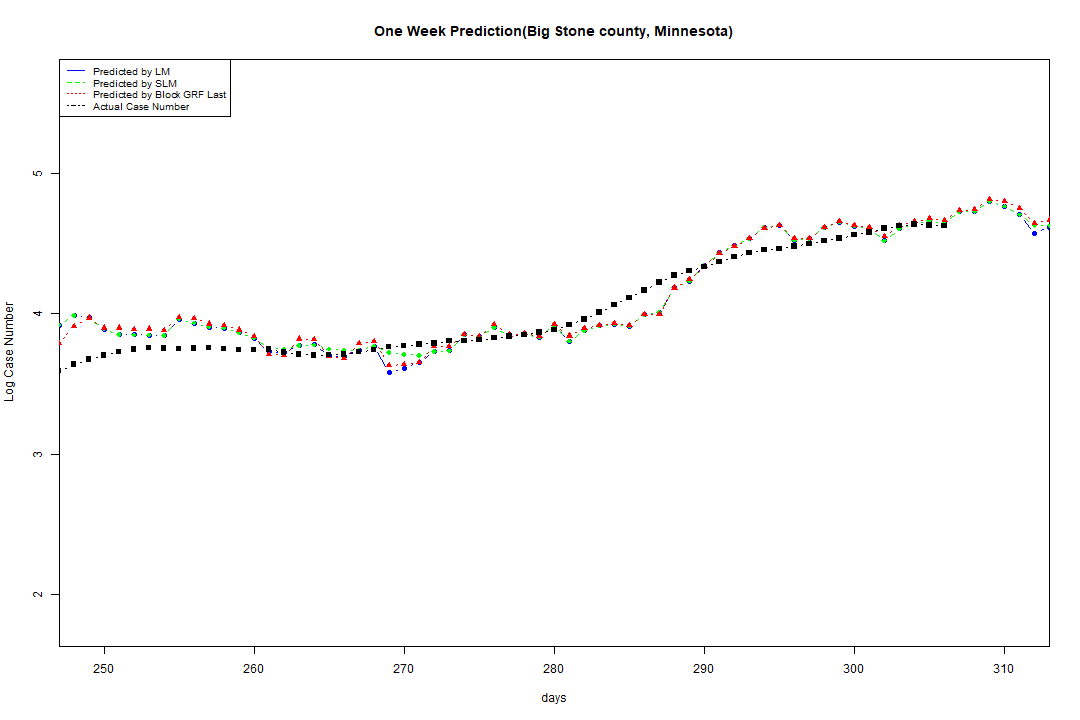 One Week Prediction(Big Stone county, Minnesota)
Predicted by LM
Predicted by SLM
Predicted by Block GRF Last
Actual Case Number
5
4
3
2
Log Case Number
250 260 270 280 290 300 310
days